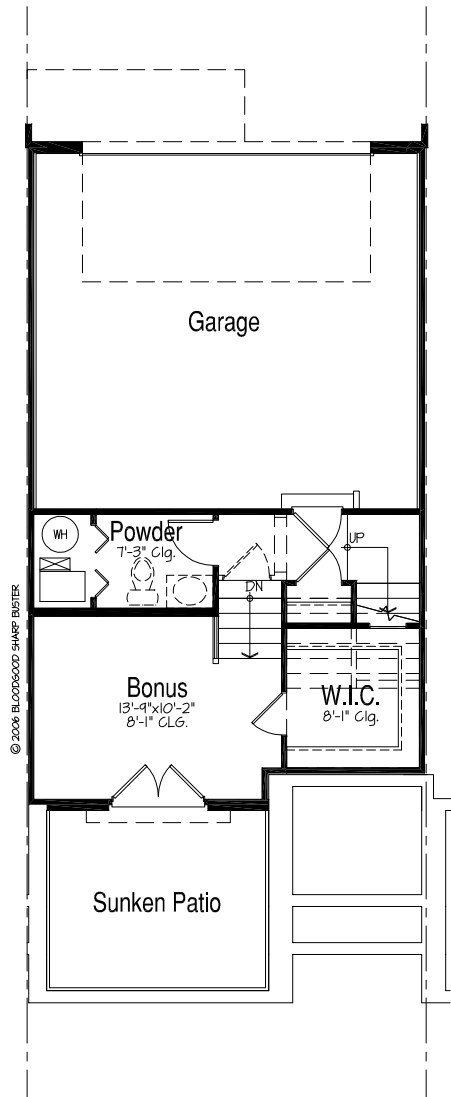 Garage
WH
Powder
7'-3" Clg.
UP
DN
Bonus
13'-9"x10'-2"
8'-1" CLG.
W.I.C.
8'-1" Clg.
Sunken Patio
© 2006 BLOODGOOD SHARP BUSTER